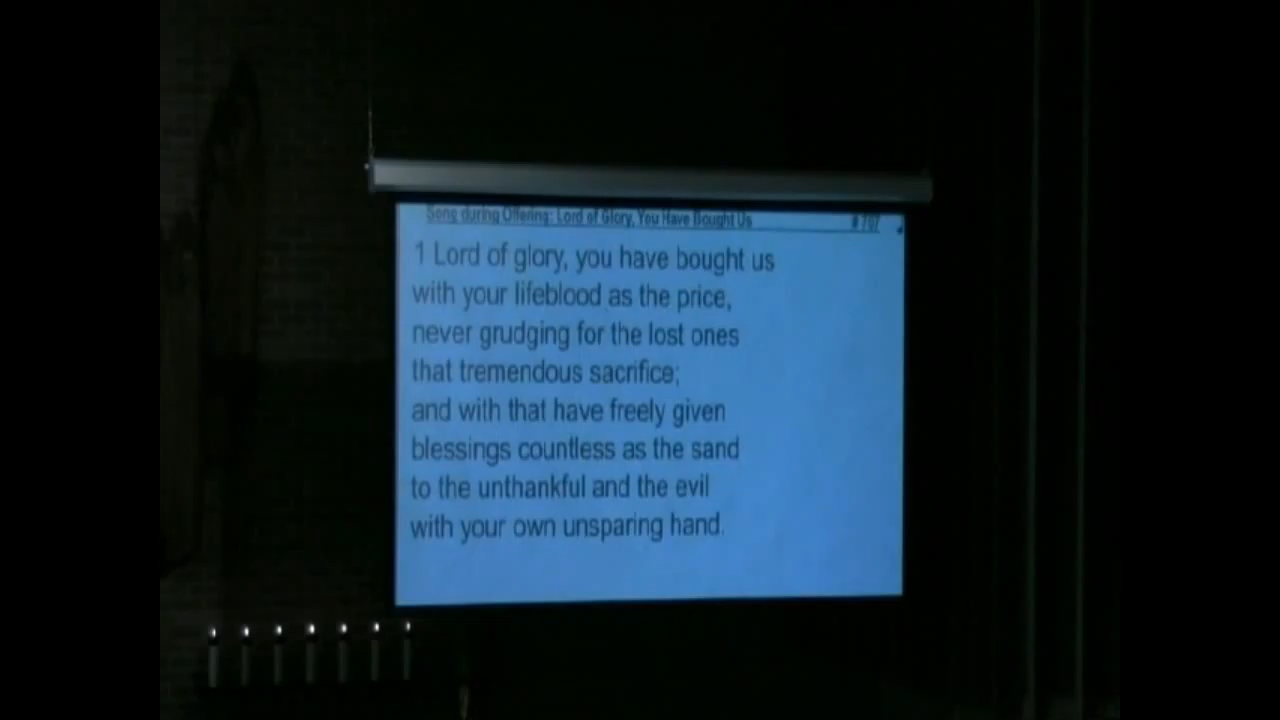 Song during Offering: Lord of Glory, You Have Bought Us # 707
1 Lord of glory, you have bought us
with your lifeblood as the price,
never grudging for the lost ones
that tremendous sacrifice;
and with that have freely given
blessings countless as the sand
to the unthankful and the evil
with your own unsparing hand.